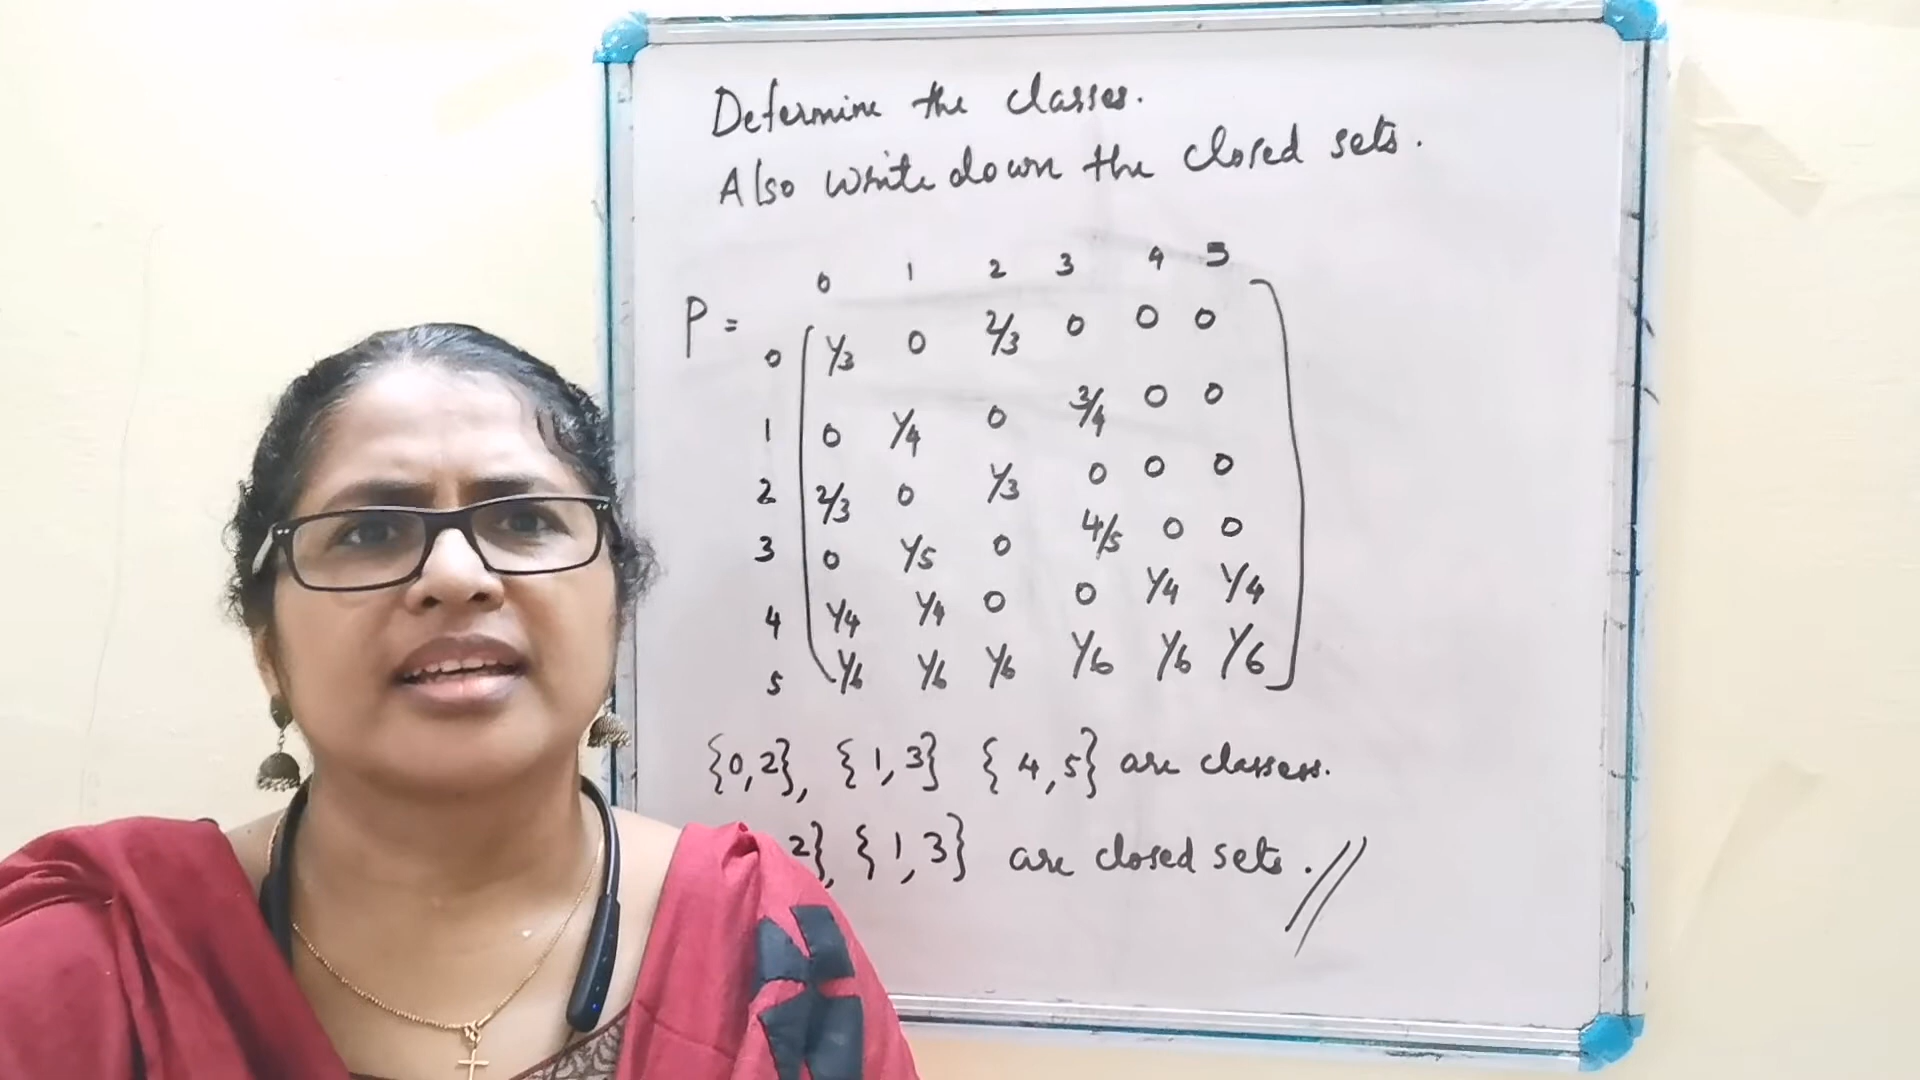 Determine the classes.
Also write down the closed sets.
0 1 2 3 4 5
P =
0 1/3 0 2/3 0 0 0
1 0 1/4 0 3/4 0 0
2 2/3 0 1/3 0 0 0
3 0 1/5 0 4/5 0 0
4 1/4 1/4 0 0 1/4 1/4
5 1/6 1/6 1/6 1/6 1/6 1/6
{0,2}, {1,3} {4,5} are classess.
2}, {1,3} are closed sets.//